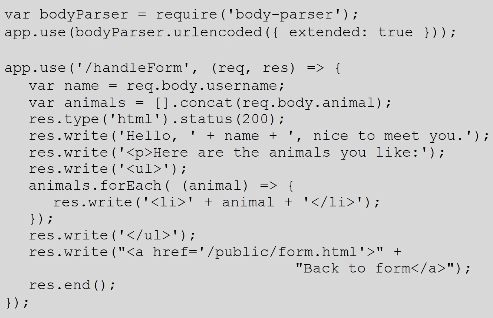 var bodyParser = require('body-parser');
app.use(bodyParser.urlencoded({ extended: true }));

app.use('/handleForm', (req, res) => {
   var name = req.body.username;
   var animals = [].concat(req.body.animal);
   res.type('html').status(200);
   res.write('Hello, ' + name + ', nice to meet you.');
   res.write('<p>Here are the animals you like:');
   res.write('<ul>');
   animals.forEach( (animal) => {
      res.write('<li>' + animal + '</li>');
   });
   res.write('</ul>');
   res.write("<a href='/public/form.html'>" +
                                "Back to form</a>");
   res.end();
});